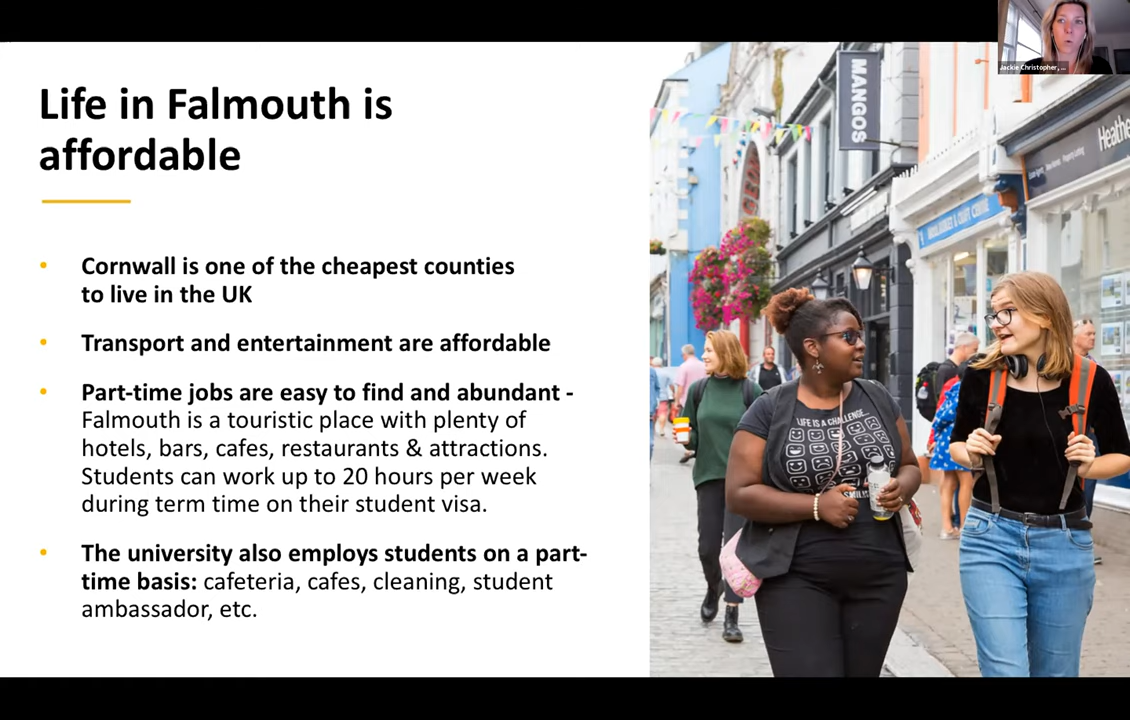 Life in Falmouth is
affordable
• Cornwall is one of the cheapest counties
to live in the UK
• Transport and entertainment are affordable
• Part-time jobs are easy to find and abundant -
Falmouth is a touristic place with plenty of
hotels, bars, cafes, restaurants & attractions.
Students can work up to 20 hours per week
during term time on their student visa.
• The university also employs students on a part-
time basis: cafeteria, cafes, cleaning, student
ambassador, etc.
Jackie Christopher, ...
MANGOS
Heathe
LIFE IS A CHALLENGE...
SMILE